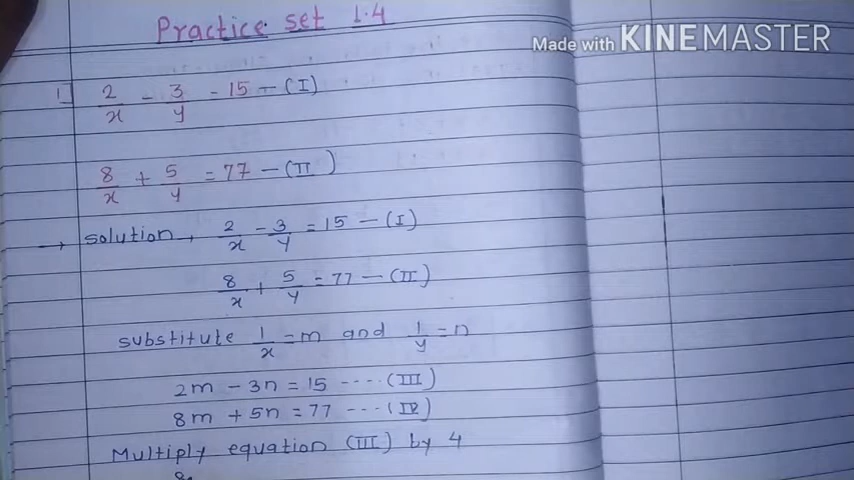 Practice set 1.4
Made with KINEMASTER
1] 2/x - 3/y - 15 - (I)
8/x + 5/y = 77 - (II)
→ solution, 2/x - 3/y = 15 - (I)
8/x + 5/y = 77 - (II)
substitute 1/x = m and 1/y = n
2m - 3n = 15 ---- (III)
8m + 5n = 77 --- (IV)
Multiply equation (III) by 4